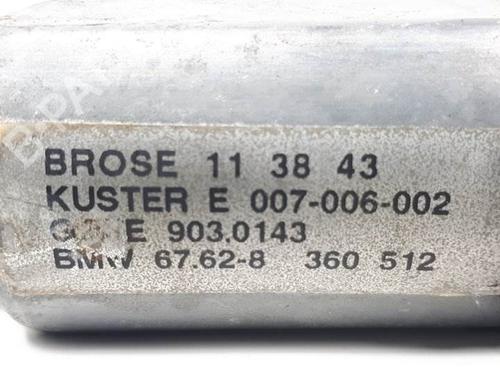 BROSE 11 38 43
KUSTER E 007-006-002
E 903.0143
BMW 67.62-8 360 512